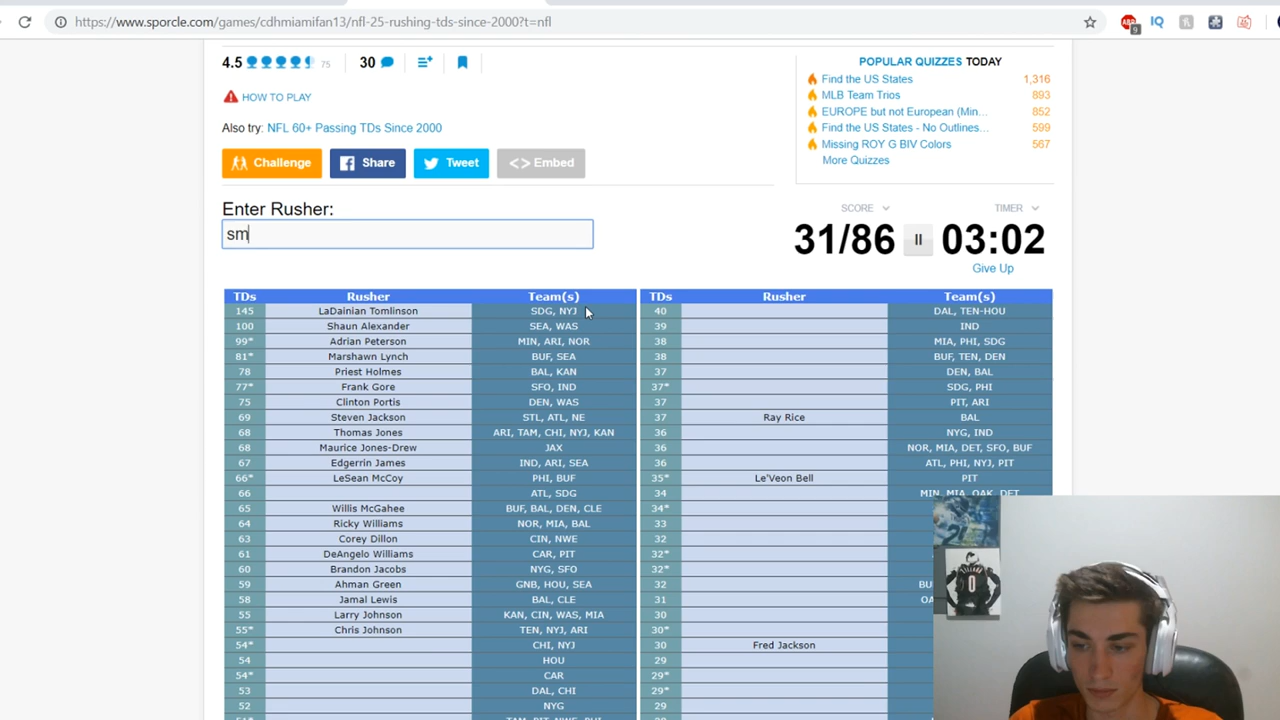 https://www.sporcle.com/games/cdhmiamifan13/nfl-25-rushing-tds-since-2000?t=nfl
ABP 9 IQ
4.5 75 30
HOW TO PLAY
Also try: NFL 60+ Passing TDs Since 2000
Challenge Share Tweet <> Embed
POPULAR QUIZZES TODAY
Find the US States 1,316
MLB Team Trios 893
EUROPE but not European (Min... 852
Find the US States - No Outlines... 599
Missing ROY G BIV Colors 567
More Quizzes
Enter Rusher:
sm
SCORE TIMER
31/86 03:02
Give Up
TDs Rusher Team(s) TDs Rusher Team(s)
145 LaDainian Tomlinson SDG, NYJ 40 DAL, TEN-HOU
100 Shaun Alexander SEA, WAS 39 IND
99* Adrian Peterson MIN, ARI, NOR 38 MIA, PHI, SDG
81* Marshawn Lynch BUF, SEA 38 BUF, TEN, DEN
78 Priest Holmes BAL, KAN 37 DEN, BAL
77* Frank Gore SFO, IND 37* SDG, PHI
75 Clinton Portis DEN, WAS 37 PIT, ARI
69 Steven Jackson STL, ATL, NE 37 Ray Rice BAL
68 Thomas Jones ARI, TAM, CHI, NYJ, KAN 36 NYG, IND
68 Maurice Jones-Drew JAX 36 NOR, MIA, DET, SFO, BUF
67 Edgerrin James IND, ARI, SEA 36 ATL, PHI, NYJ, PIT
66* LeSean McCoy PHI, BUF 35* Le'Veon Bell PIT
66 ATL, SDG 34 MIN, MIA, OAK, DET
65 Willis McGahee BUF, BAL, DEN, CLE 34*
64 Ricky Williams NOR, MIA, BAL 33
63 Corey Dillon CIN, NWE 32
61 DeAngelo Williams CAR, PIT 32*
60 Brandon Jacobs NYG, SFO 32*
59 Ahman Green GNB, HOU, SEA 32 BU
58 Jamal Lewis BAL, CLE 31 OA
55 Larry Johnson KAN, CIN, WAS, MIA 30
55* Chris Johnson TEN, NYJ, ARI 30*
54* CHI, NYJ 30 Fred Jackson
54 HOU 29
54* CAR 29*
53 DAL, CHI 29*
52 NYG